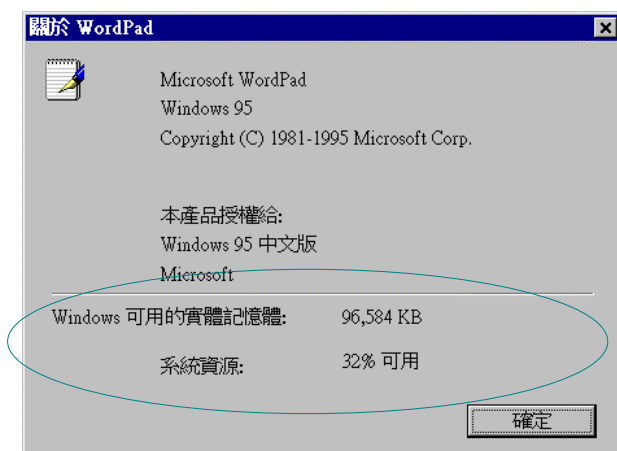 關於 WordPad
Microsoft WordPad
Windows 95
Copyright (C) 1981-1995 Microsoft Corp.
本產品授權給:
Windows 95 中文版
Microsoft
Windows 可用的實體記憶體: 96,584 KB
系統資源: 32% 可用
確定